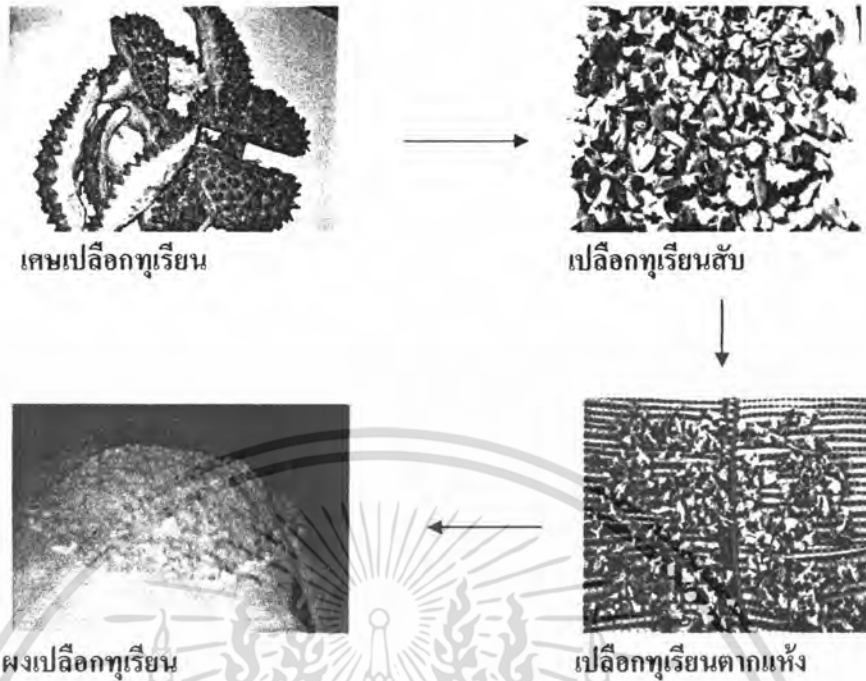 เศษเปลือกทุเรียน
เปลือกทุเรียนสับ
ผงเปลือกทุเรียน
เปลือกทุเรียนตากแห้ง